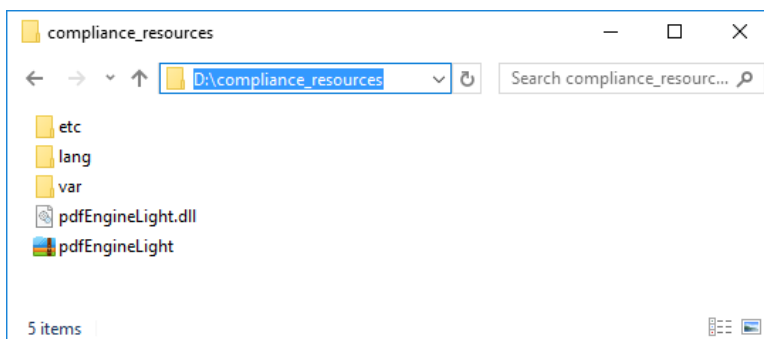 compliance_resources
D:\compliance_resources
Search compliance_resourc...
etc
lang
var
pdfEngineLight.dll
pdfEngineLight
5 items